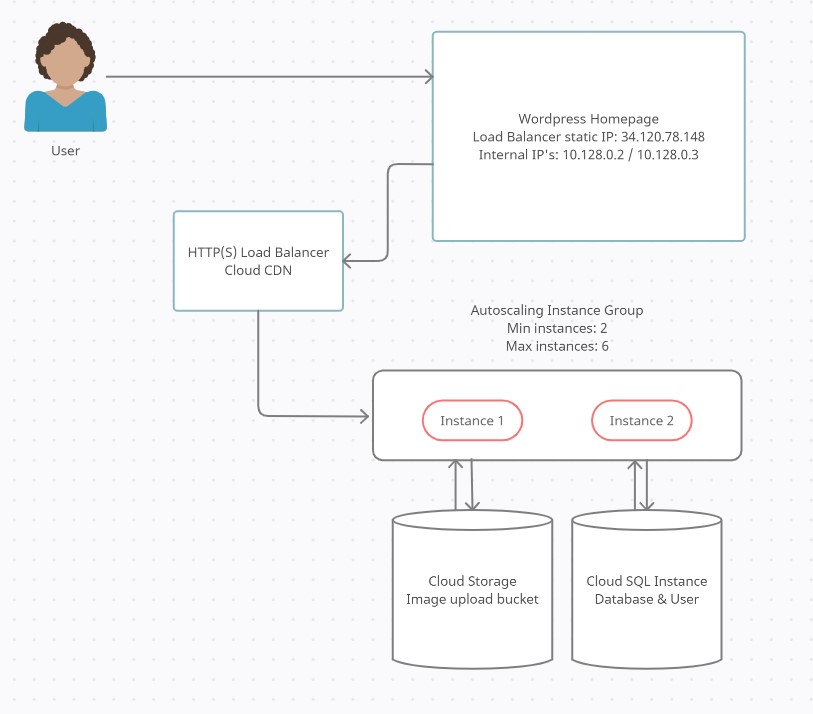 User
Wordpress Homepage
Load Balancer static IP: 34.120.78.148
Internal IP's: 10.128.0.2 / 10.128.0.3
HTTP(S) Load Balancer
Cloud CDN
Autoscaling Instance Group
Min instances: 2
Max instances: 6
Instance 1
Instance 2
Cloud Storage
Image upload bucket
Cloud SQL Instance
Database & User